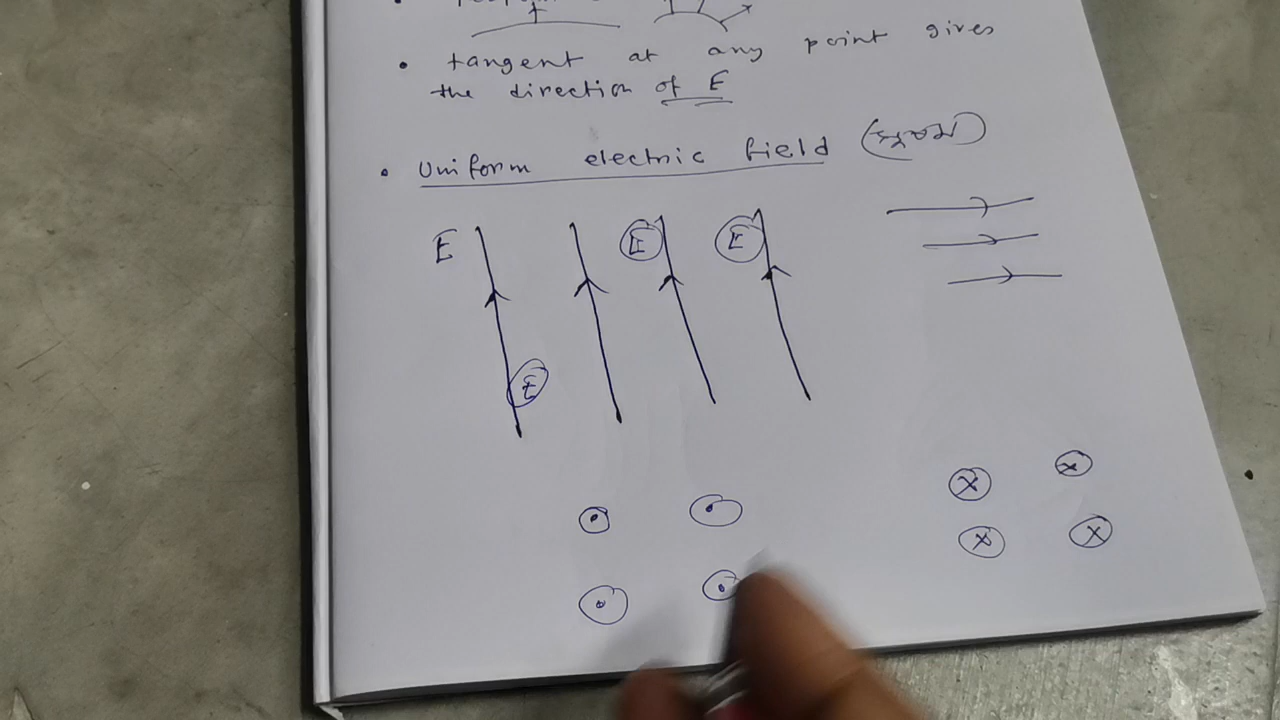 • tangent at any point gives
the direction of E
• Uniform electric field
E E E
E